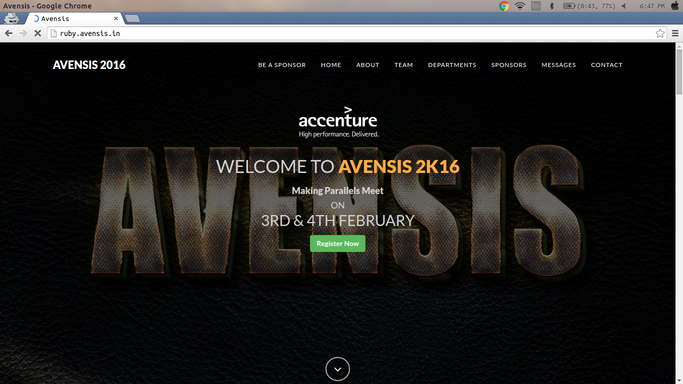 Avensis - Google Chrome
(0:43, 77%)
6:47 PM
Avensis
ruby.avensis.in
AVENSIS 2016
BE A SPONSOR HOME ABOUT TEAM DEPARTMENTS SPONSORS MESSAGES CONTACT
accenture
High performance. Delivered.
AVENSIS
WELCOME TO AVENSIS 2K16
Making Parallels Meet
ON
3RD & 4TH FEBRUARY
Register Now